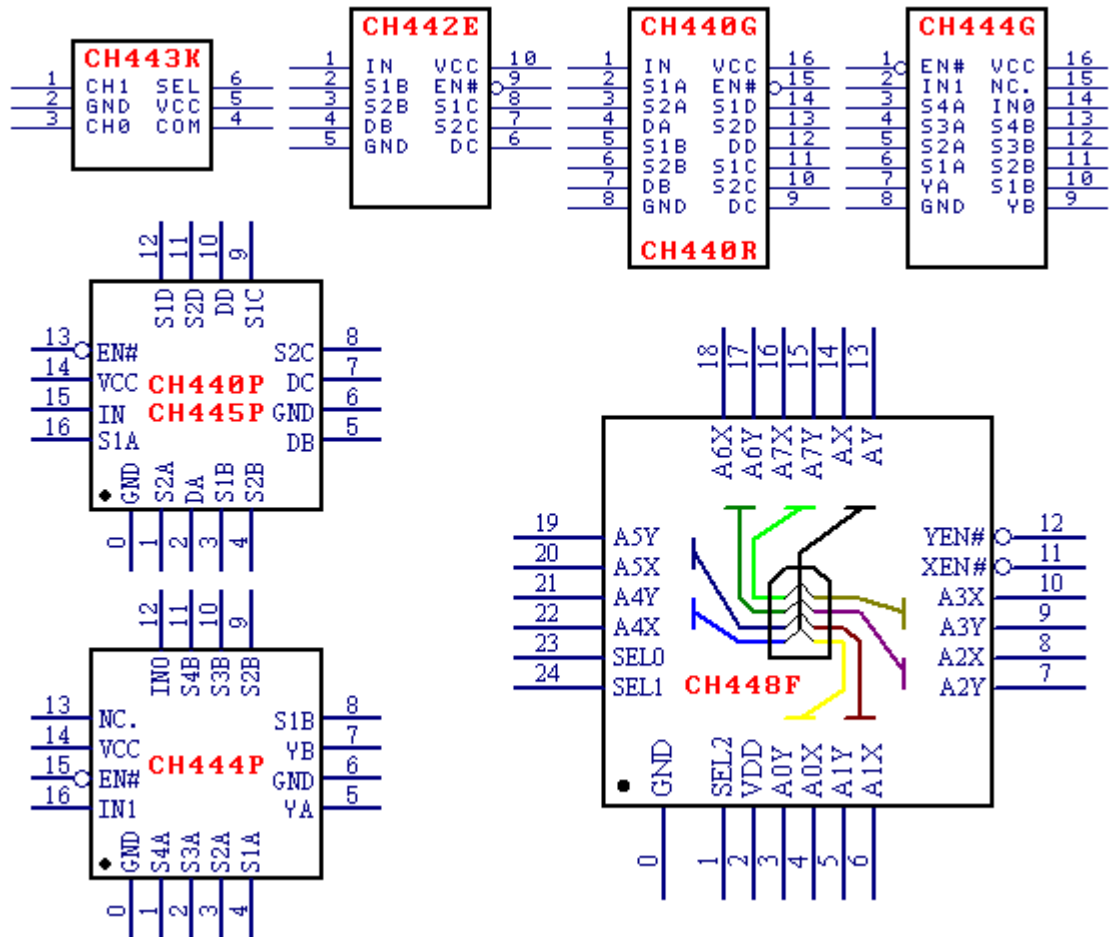 CH443K
1 CH1 SEL 6
2 GND VCC 5
3 CH0 COM 4
CH442E
1 IN VCC 10
2 S1B EN# 9
3 S2B S1C 8
4 DB S2C 7
5 GND DC 6
CH440G
1 IN VCC 16
2 S1A EN# 15
3 S2A S1D 14
4 DA S2D 13
5 S1B DD 12
6 S2B S1C 11
7 DB S2C 10
8 GND DC 9
CH440R
CH444G
1 EN# VCC 16
2 IN1 NC. 15
3 S4A IN0 14
4 S3A S4B 13
5 S2A S3B 12
6 S1A S2B 11
7 YA S1B 10
8 GND YB 9
12 11 10 9
S1D S2D DD S1C
13 EN# S2C 8
14 VCC DC 7
15 IN GND 6
16 S1A DB 5
CH440P
CH445P
GND S2A DA S1B S2B
0 1 2 3 4
12 11 10 9
IN0 S4B S3B S2B
13 NC. S1B 8
14 VCC YB 7
15 EN# GND 6
16 IN1 YA 5
CH444P
GND S4A S3A S2A S1A
0 1 2 3 4
18 17 16 15 14 13
A6X A6Y A7X A7Y AX AY
19 A5Y YEN# 12
20 A5X XEN# 11
21 A4Y A3X 10
22 A4X A3Y 9
23 SEL0 A2X 8
24 SEL1 A2Y 7
CH448F
GND SEL2 VDD A0Y A0X A1Y A1X
0 1 2 3 4 5 6